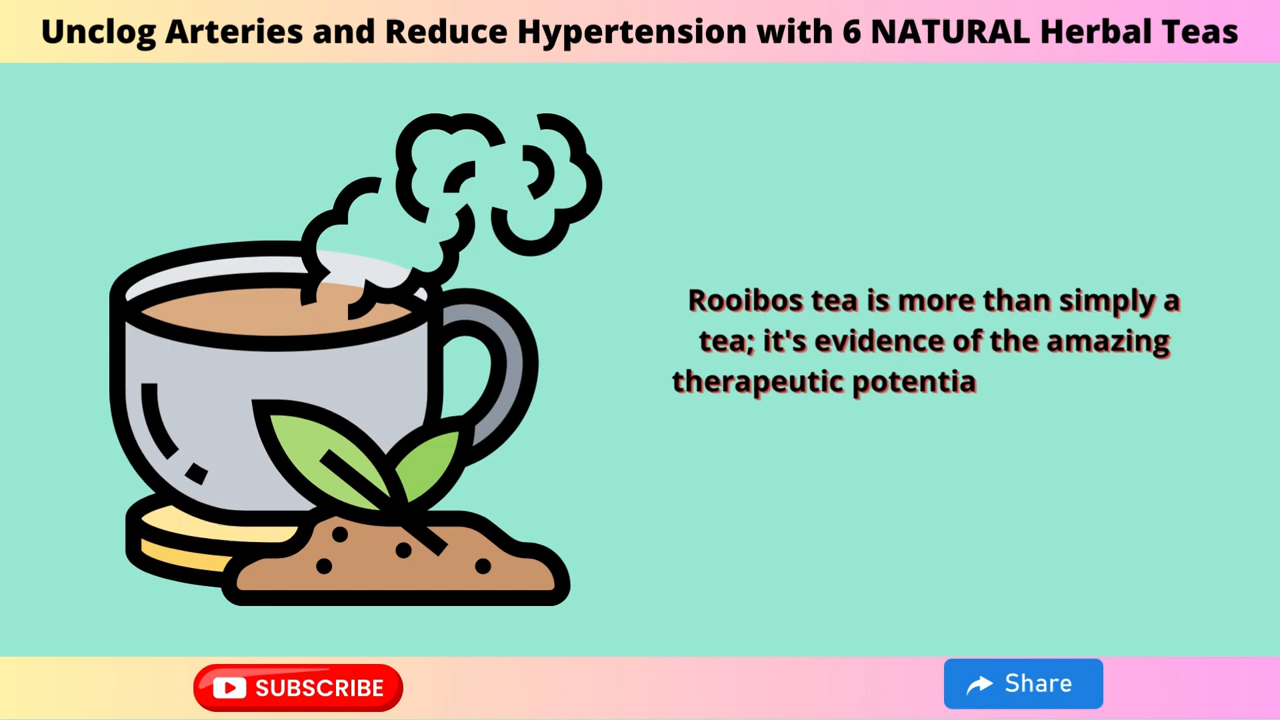 Unclog Arteries and Reduce Hypertension with 6 NATURAL Herbal Teas
Rooibos tea is more than simply a
tea; it's evidence of the amazing
therapeutic potentia
SUBSCRIBE
Share